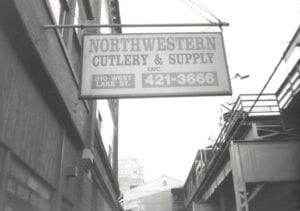 NORTHWESTERN
CUTLERY & SUPPLY
INC.
810 WEST
LAKE ST.
421-3666